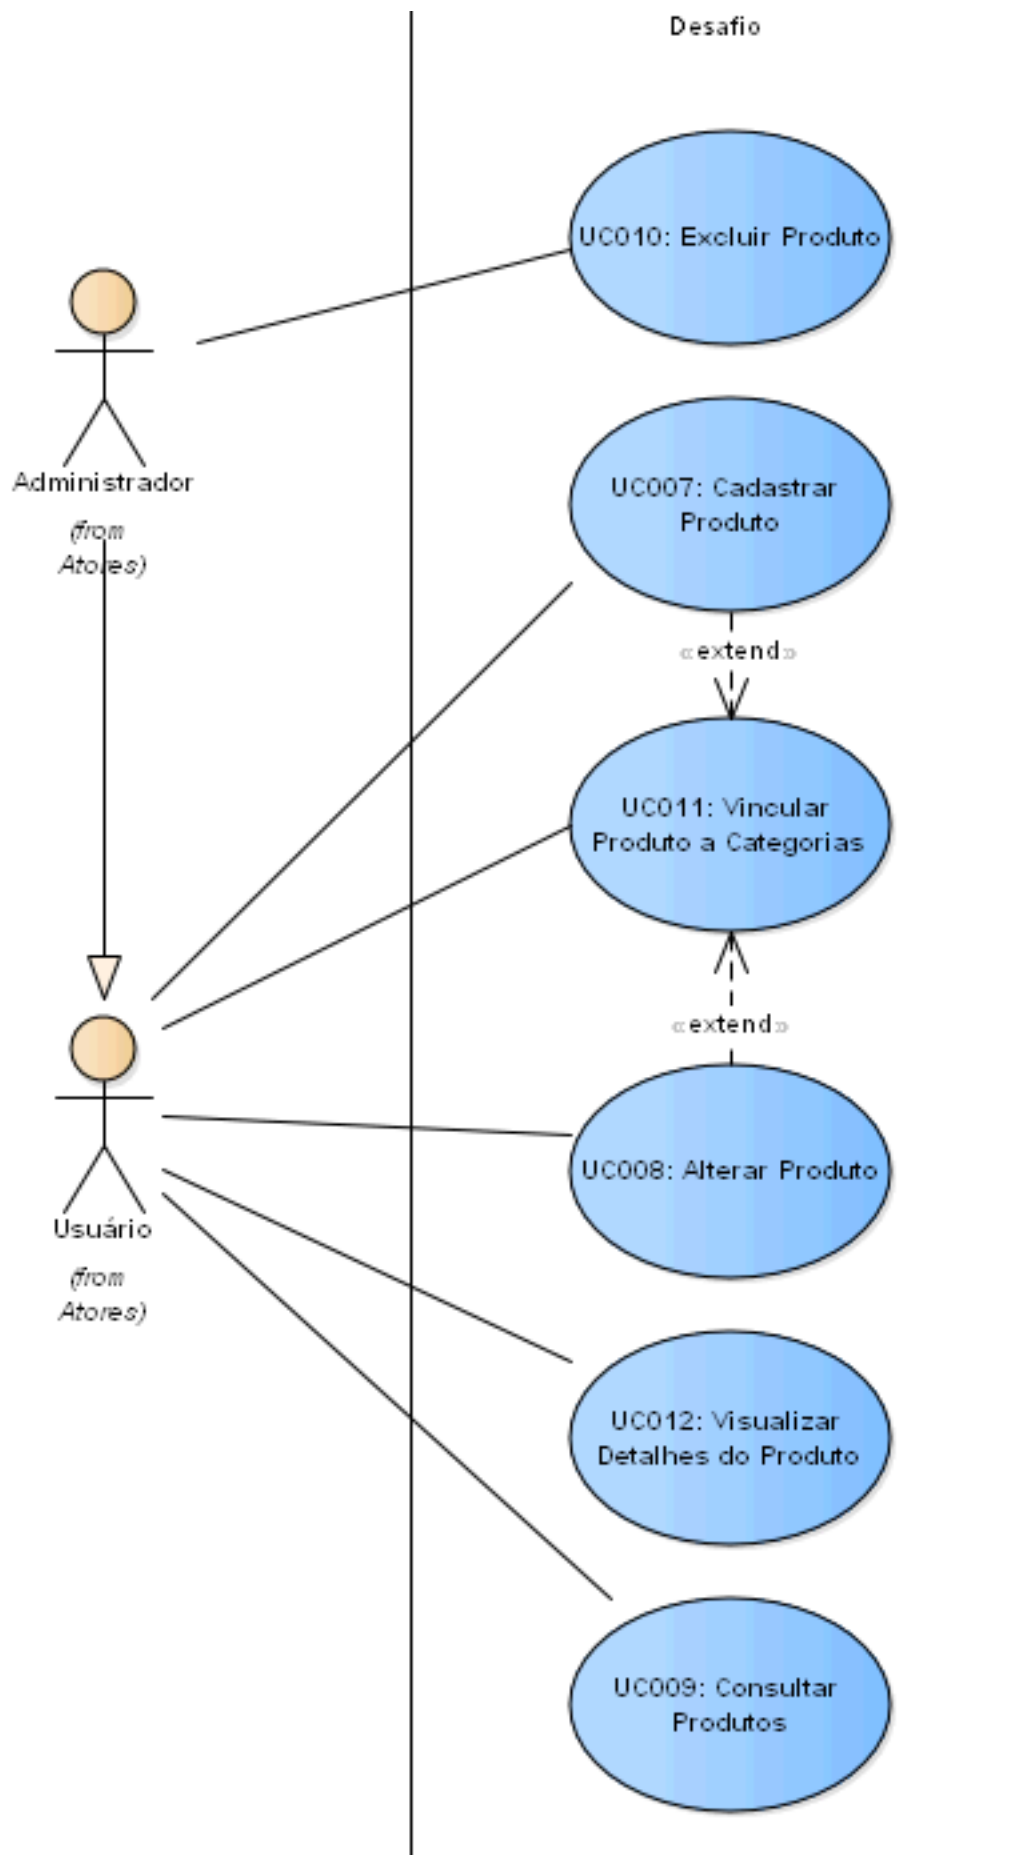 Desafio
UC010: Excluir Produto
Administrador
(from
Atores)
UC007: Cadastrar
Produto
«extend»
UC011: Vincular
Produto a Categorias
«extend»
UC008: Alterar Produto
Usuário
(from
Atores)
UC012: Visualizar
Detalhes do Produto
UC009: Consultar
Produtos